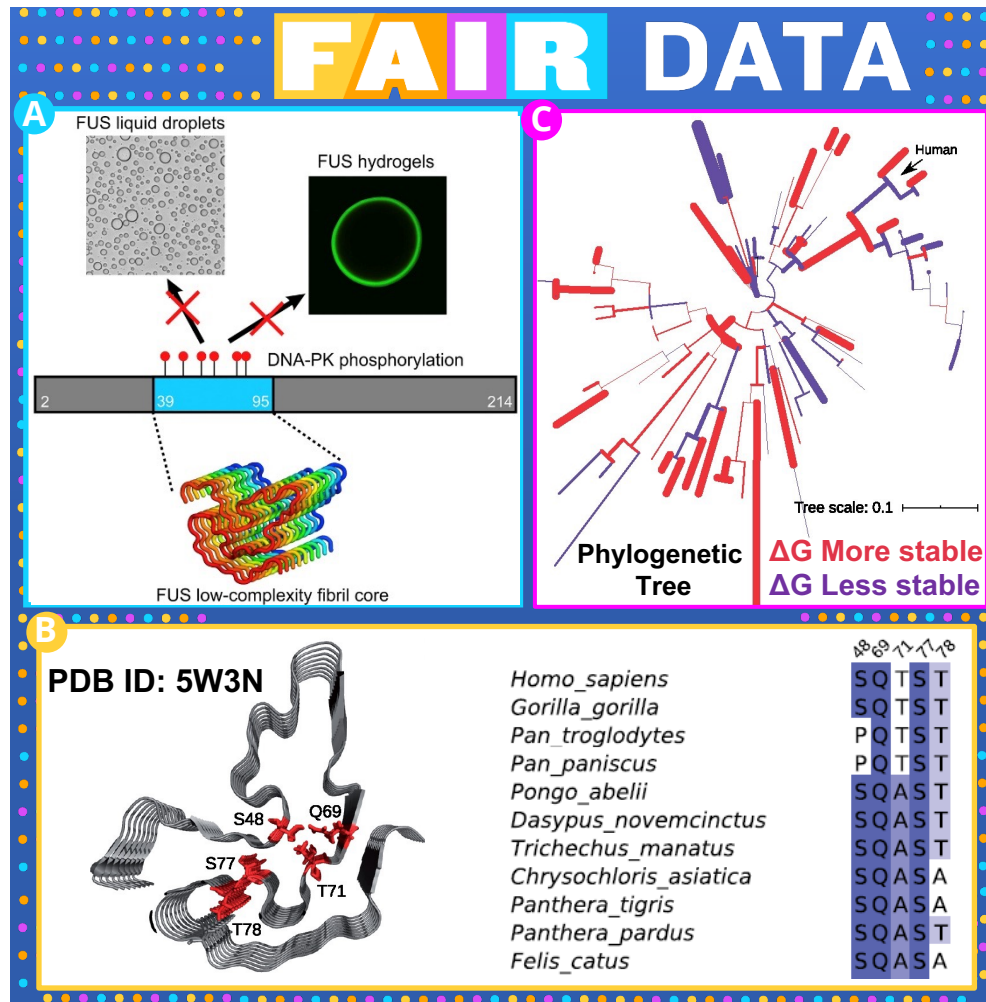 FAIR DATA
A
FUS liquid droplets
FUS hydrogels
DNA-PK phosphorylation
2 39 95 214
FUS low-complexity fibril core
C
Human
Tree scale: 0.1
Phylogenetic
Tree
ΔG More stable
ΔG Less stable
B
PDB ID: 5W3N
S48
Q69
S77
T71
T78
48 69 71 77 78
Homo_sapiens S Q T S T
Gorilla_gorilla S Q T S T
Pan_troglodytes P Q T S T
Pan_paniscus P Q T S T
Pongo_abelii S Q A S T
Dasypus_novemcinctus S Q A S T
Trichechus_manatus S Q A S T
Chrysochloris_asiatica S Q A S A
Panthera_tigris S Q A S A
Panthera_pardus S Q A S T
Felis_catus S Q A S A